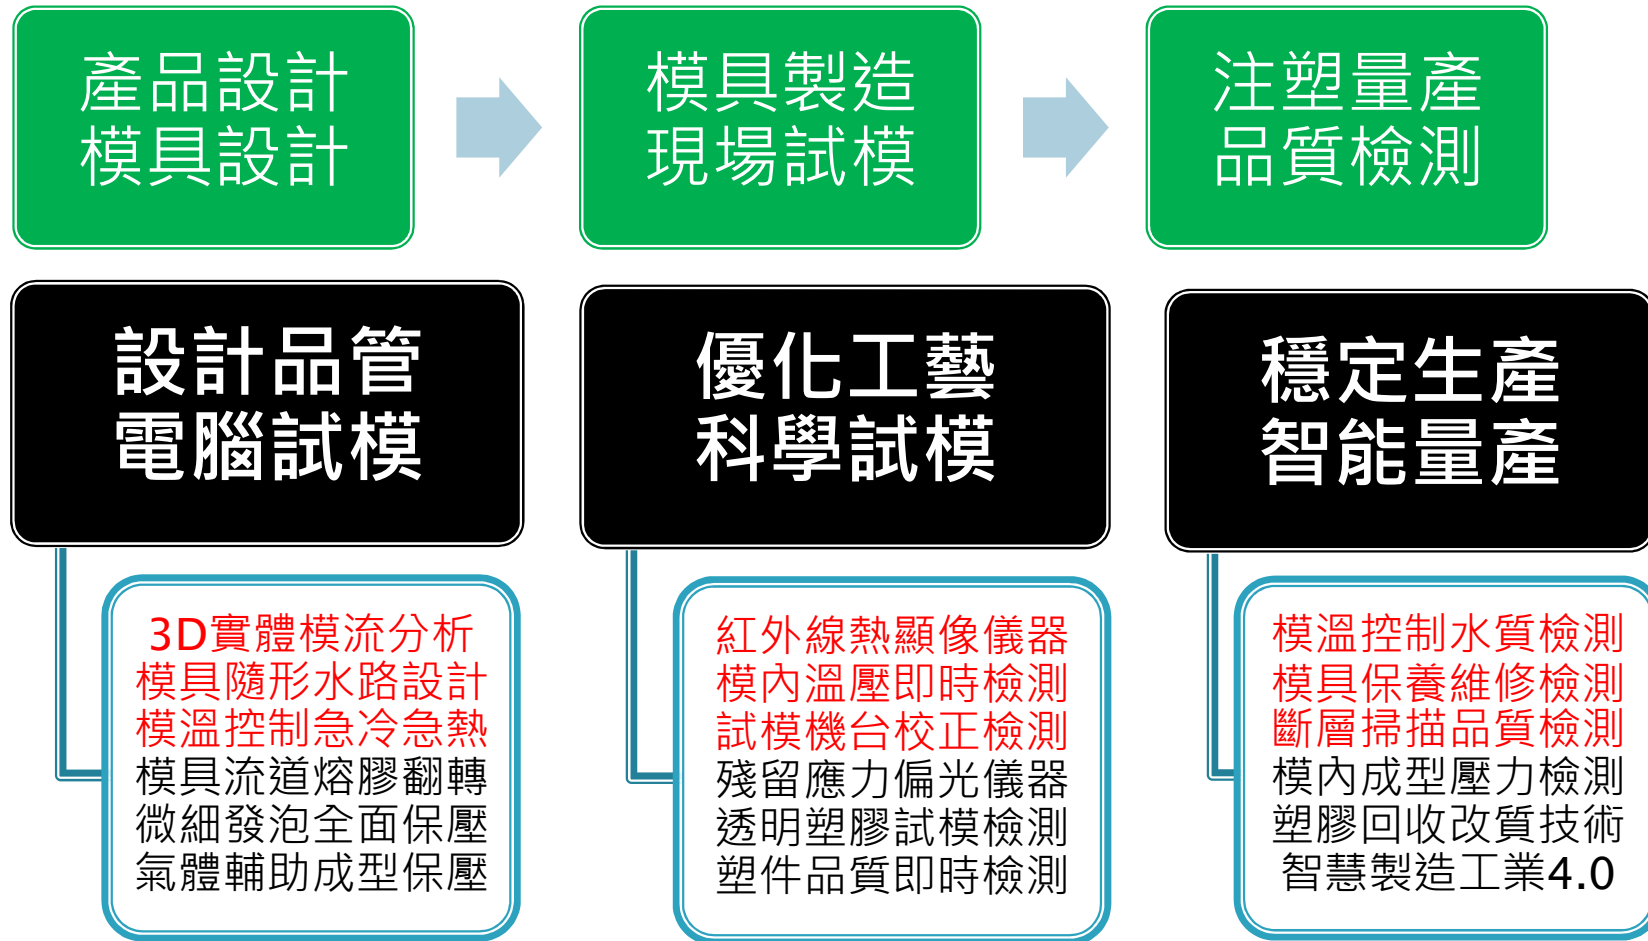 產品設計
模具設計
模具製造
現場試模
注塑量產
品質檢測
設計品管
電腦試模
優化工藝
科學試模
穩定生產
智能量產
3D實體模流分析
模具隨形水路設計
模溫控制急冷急熱
模具流道熔膠翻轉
微細發泡全面保壓
氣體輔助成型保壓
紅外線熱顯像儀器
模內溫壓即時檢測
試模機台校正檢測
殘留應力偏光儀器
透明塑膠試模檢測
塑件品質即時檢測
模溫控制水質檢測
模具保養維修檢測
斷層掃描品質檢測
模內成型壓力檢測
塑膠回收改質技術
智慧製造工業4.0